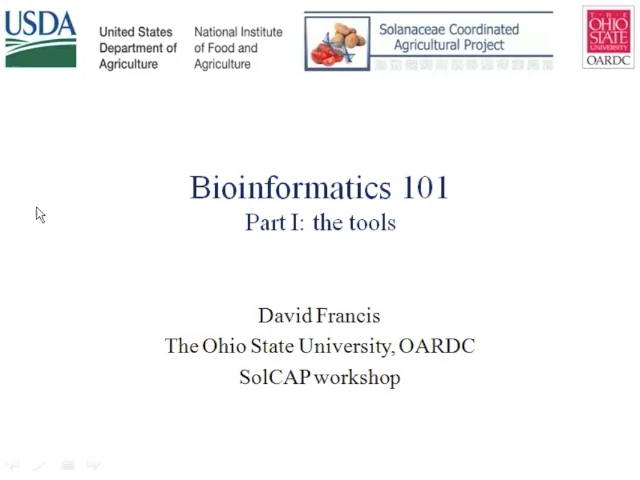 USDA
United States
Department of
Agriculture
National Institute
of Food and
Agriculture
Solanaceae Coordinated
Agricultural Project
THE
OHIO
STATE
UNIVERSITY
OARDC
Bioinformatics 101
Part I: the tools
David Francis
The Ohio State University, OARDC
SolCAP workshop